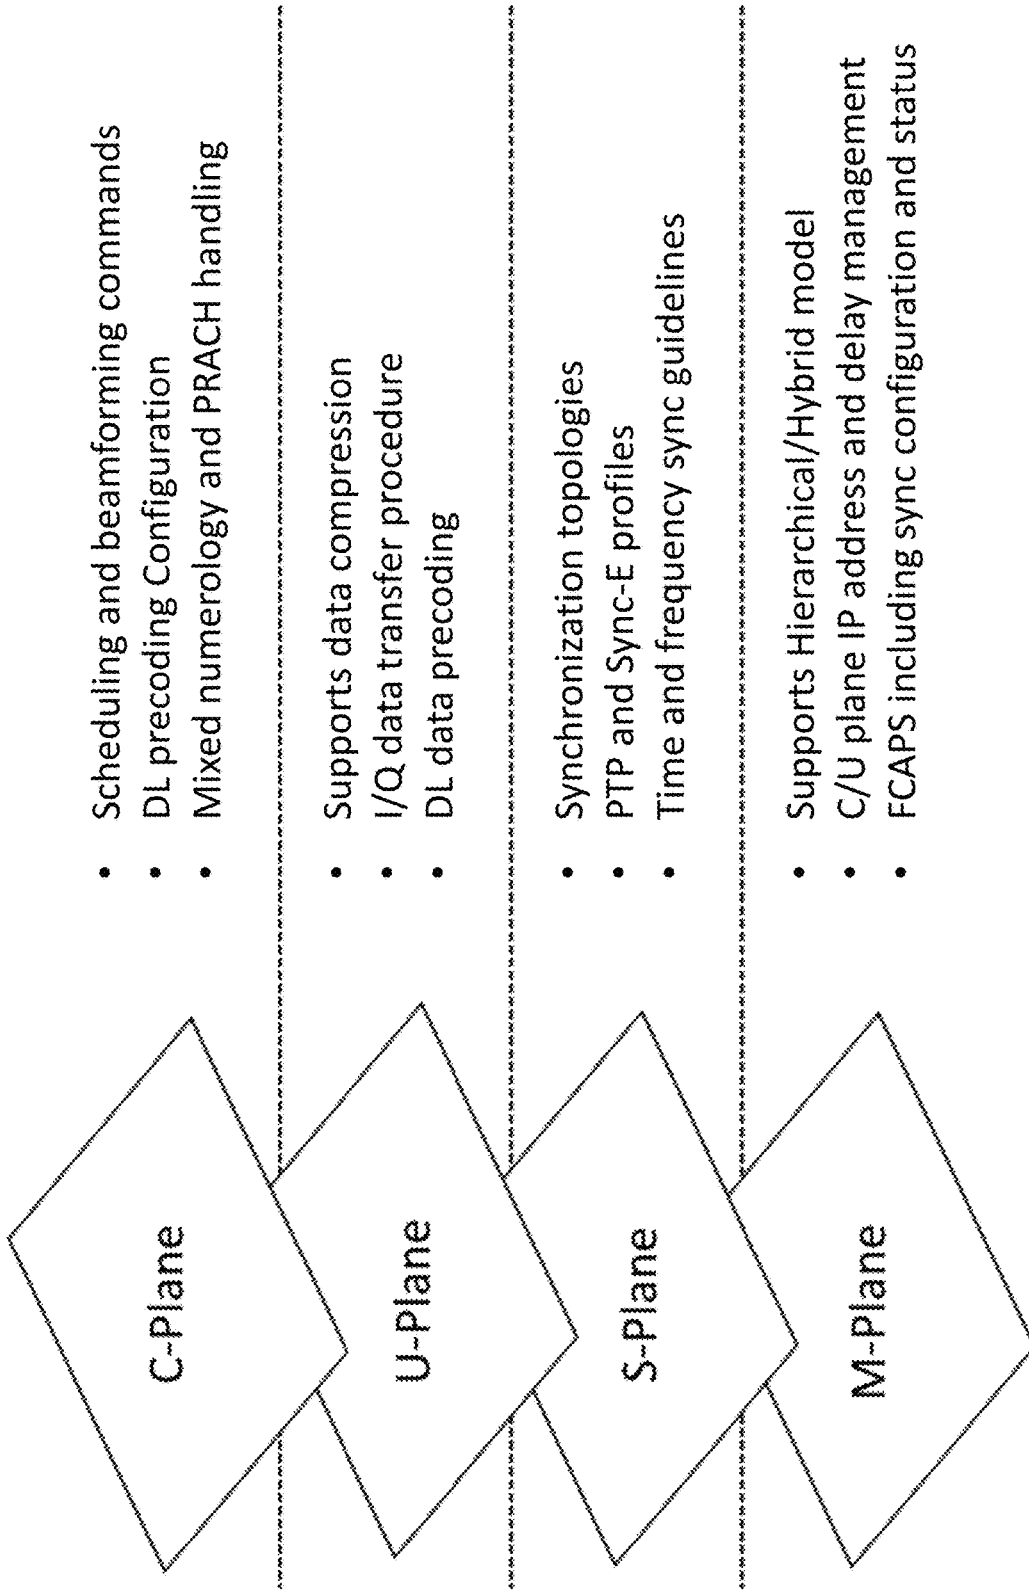 C-Plane
• Scheduling and beamforming commands
• DL precoding Configuration
• Mixed numerology and PRACH handling
U-Plane
• Supports data compression
• I/Q data transfer procedure
• DL data precoding
S-Plane
• Synchronization topologies
• PTP and Sync-E profiles
• Time and frequency sync guidelines
M-Plane
• Supports Hierarchical/Hybrid model
• C/U plane IP address and delay management
• FCAPS including sync configuration and status